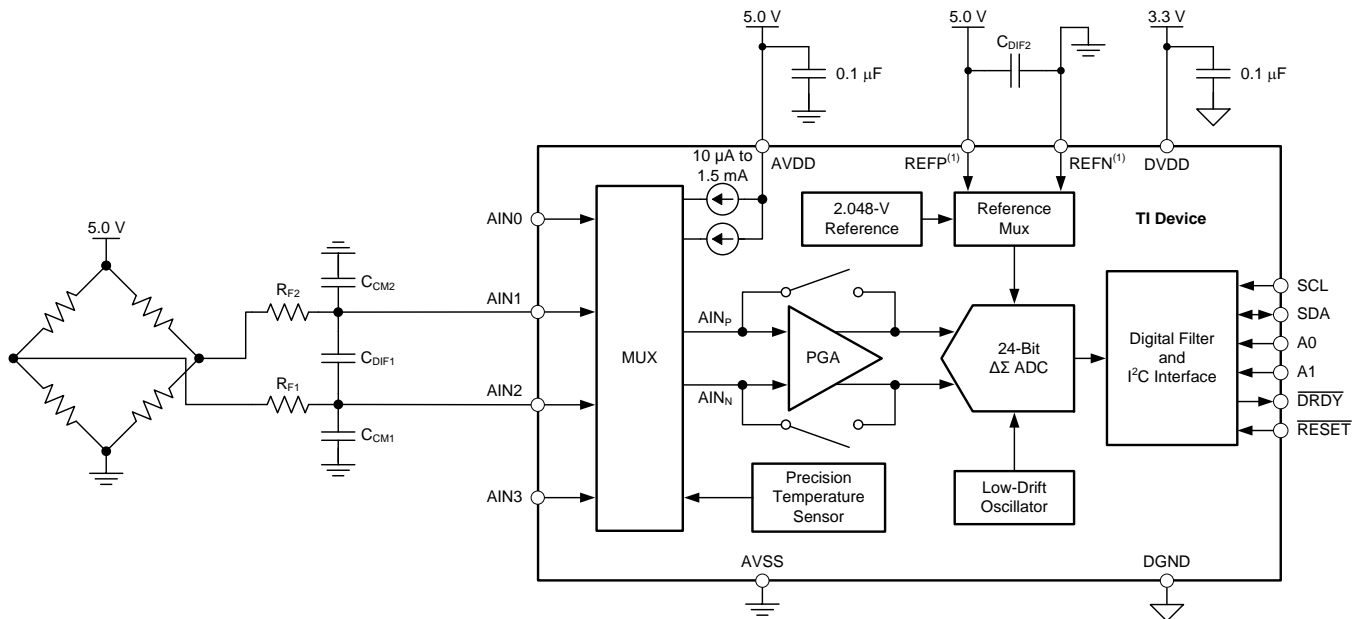 5.0 V
0.1 µF
5.0 V
C_DIF2
3.3 V
0.1 µF
10 µA to
1.5 mA
AVDD
REFP(1)
REFN(1)
DVDD
5.0 V
AIN0
2.048-V
Reference
Reference
Mux
TI Device
R_F2
C_CM2
AIN1
C_DIF1
R_F1
AIN2
C_CM1
AIN3
MUX
AIN_P
AIN_N
PGA
24-Bit
ΔΣ ADC
Digital Filter
and
I²C Interface
SCL
SDA
A0
A1
DRDY
RESET
Precision
Temperature
Sensor
Low-Drift
Oscillator
AVSS
DGND